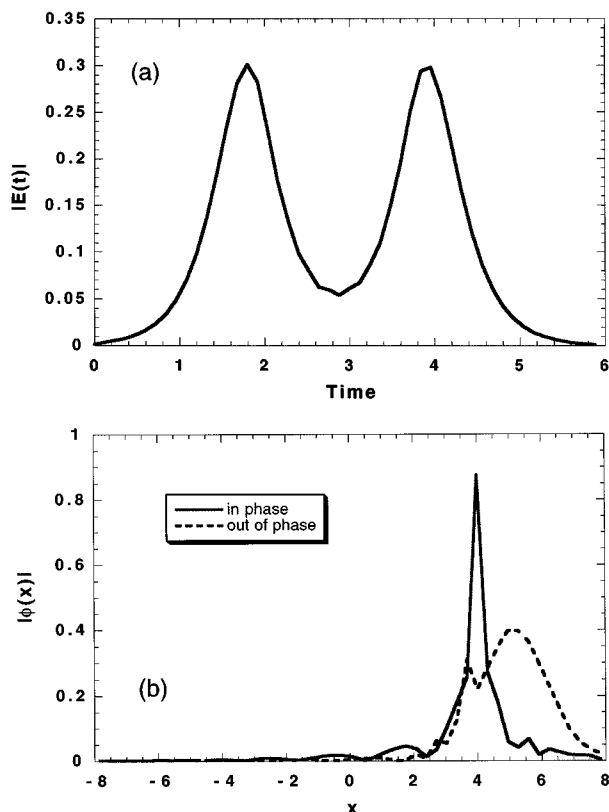 0.35
0.3
0.25
0.2
0.15
0.1
0.05
0
|E(t)|
(a)
0 1 2 3 4 5 6
Time
1
0.8
0.6
0.4
0.2
0
|ϕ(x)|
in phase
out of phase
(b)
-8 -6 -4 -2 0 2 4 6 8
x